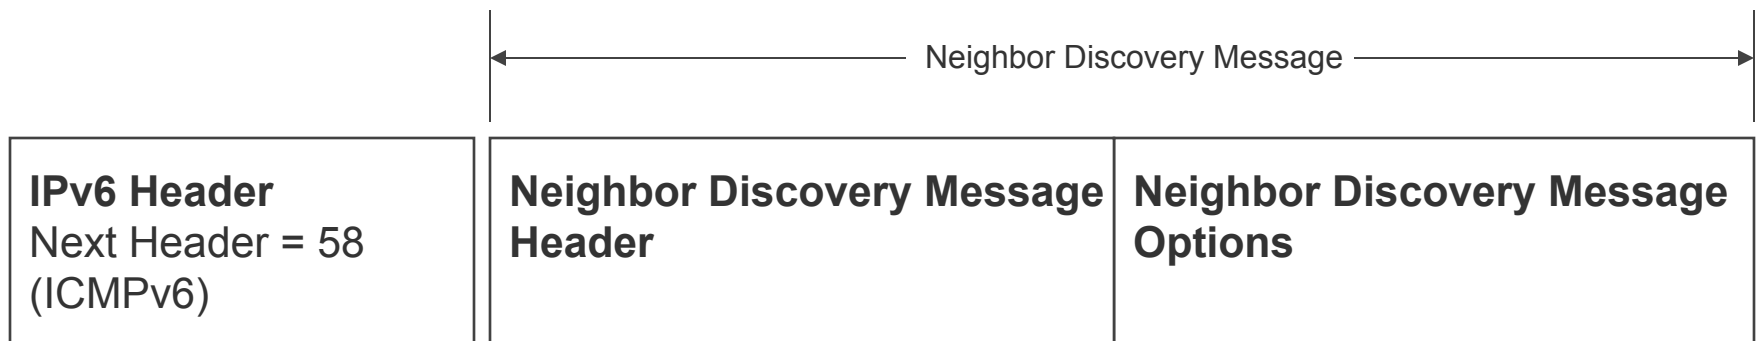 Neighbor Discovery Message
IPv6 Header
Next Header = 58
(ICMPv6)
Neighbor Discovery Message
Header
Neighbor Discovery Message
Options